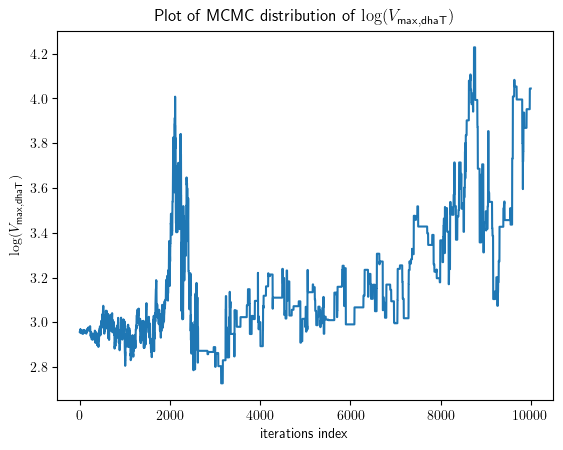 Plot of MCMC distribution of log(V_max,dhaT)
4.2
4.0
3.8
3.6
3.4
3.2
3.0
2.8
log(V_max,dhaT)
0 2000 4000 6000 8000 10000
iterations index